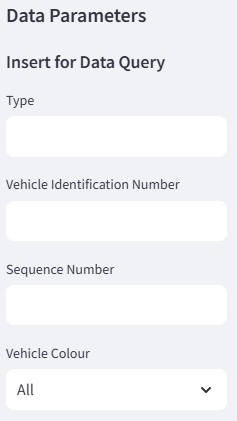 Data Parameters
Insert for Data Query
Type
Vehicle Identification Number
Sequence Number
Vehicle Colour
All